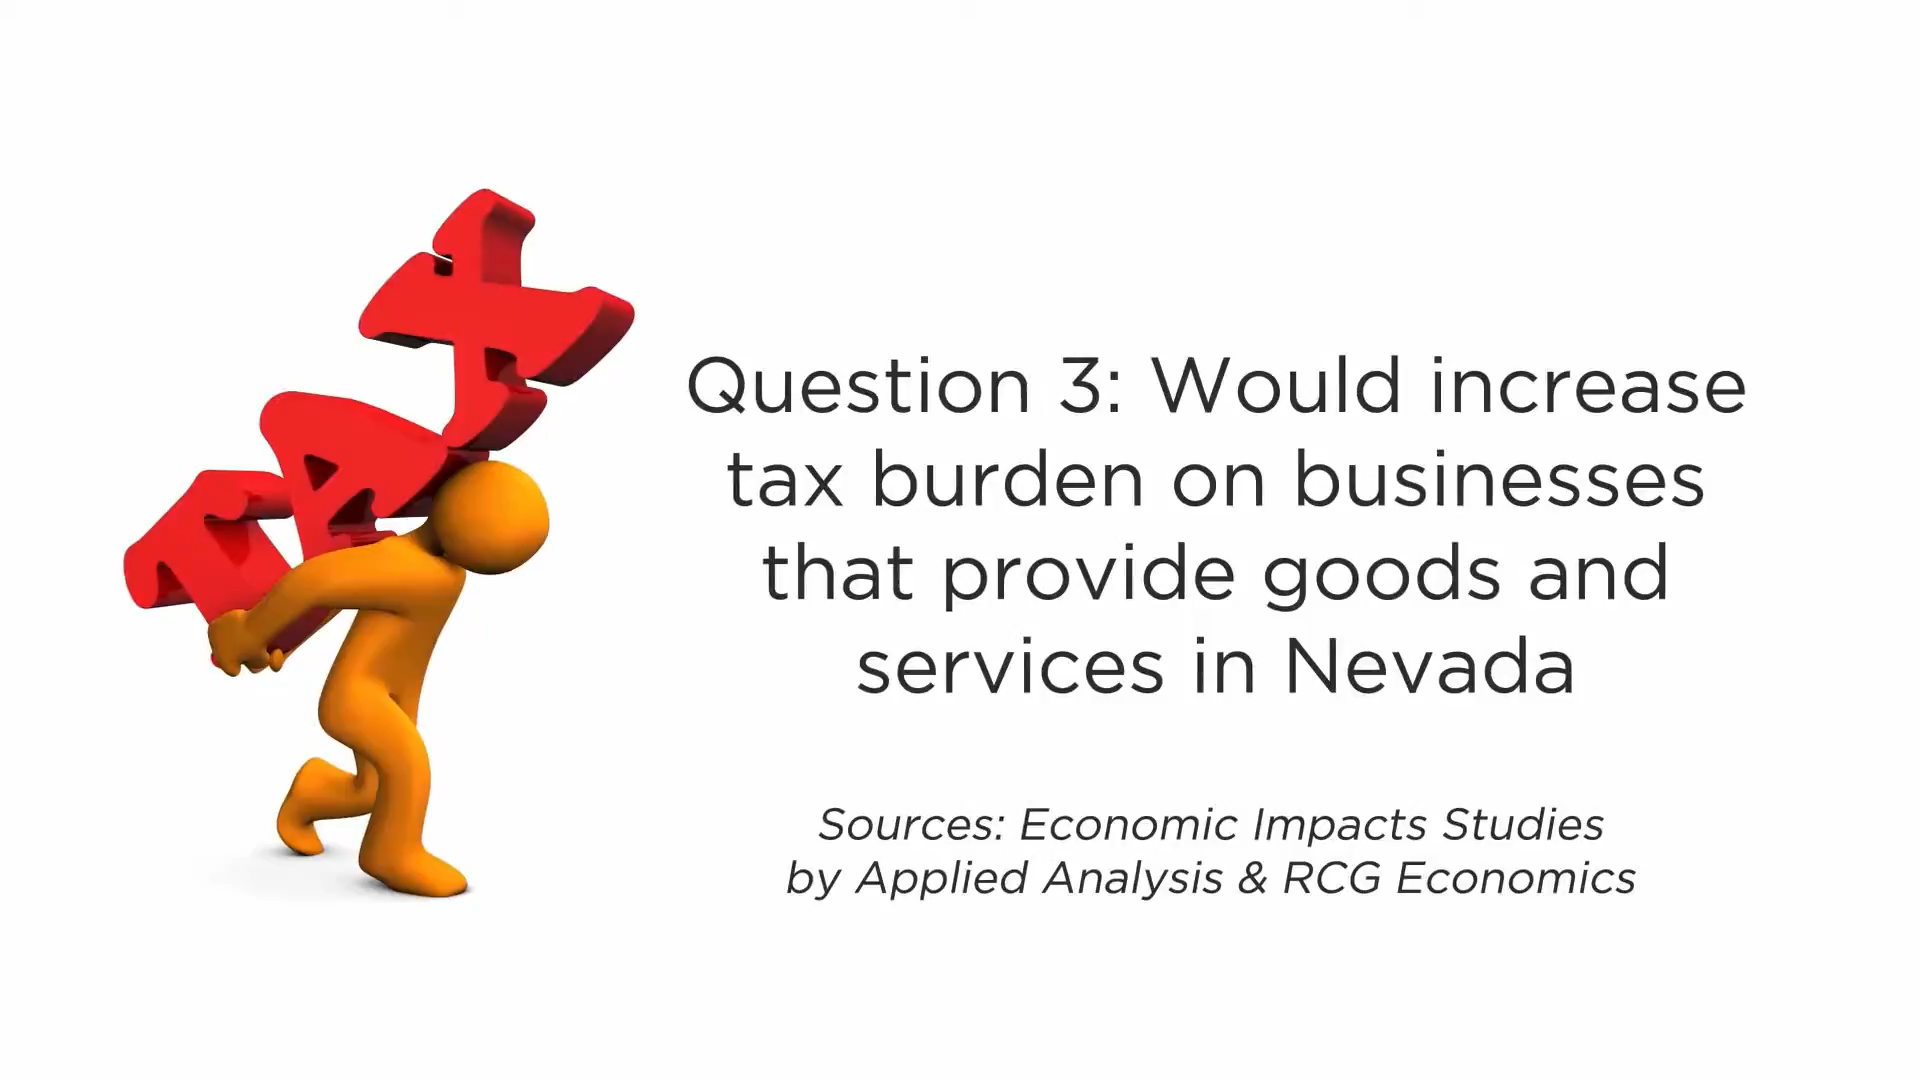 TAX
Question 3: Would increase
tax burden on businesses
that provide goods and
services in Nevada
Sources: Economic Impacts Studies
by Applied Analysis & RCG Economics